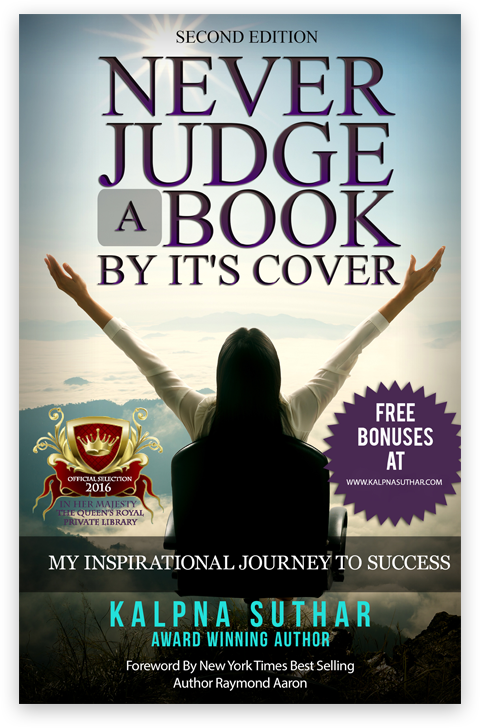 SECOND EDITION
NEVER
JUDGE
A BOOK
BY IT'S COVER
FREE
BONUSES
AT
WWW.KALPNASUTHAR.COM
OFFICIAL SELECTION
2016
IN HER MAJESTY
THE QUEEN'S ROYAL
PRIVATE LIBRARY
MY INSPIRATIONAL JOURNEY TO SUCCESS
KALPNA SUTHAR
AWARD WINNING AUTHOR
Foreword By New York Times Best Selling
Author Raymond Aaron